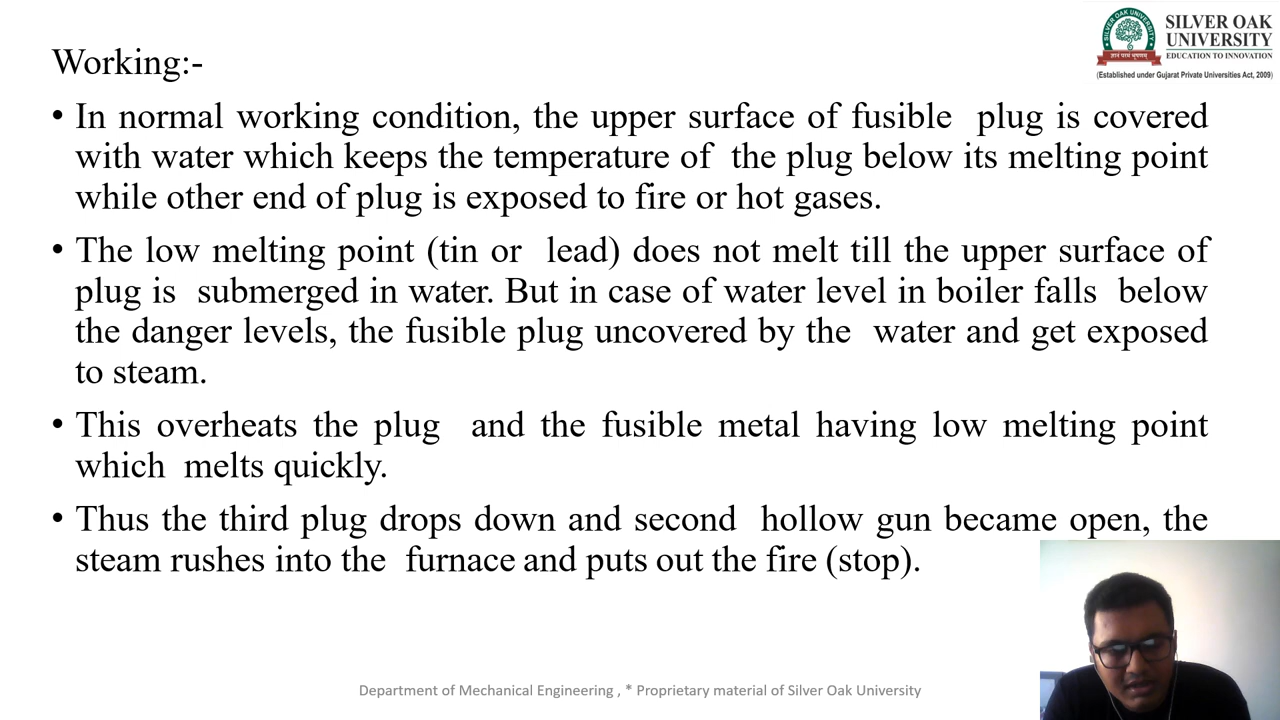 SILVER OAK
UNIVERSITY
EDUCATION TO INNOVATION
(Established under Gujarat Private Universities Act, 2009)
SILVER OAK UNIVERSITY
Working:-
• In normal working condition, the upper surface of fusible plug is covered
with water which keeps the temperature of the plug below its melting point
while other end of plug is exposed to fire or hot gases.
• The low melting point (tin or lead) does not melt till the upper surface of
plug is submerged in water. But in case of water level in boiler falls below
the danger levels, the fusible plug uncovered by the water and get exposed
to steam.
• This overheats the plug and the fusible metal having low melting point
which melts quickly.
• Thus the third plug drops down and second hollow gun became open, the
steam rushes into the furnace and puts out the fire (stop).
Department of Mechanical Engineering , * Proprietary material of Silver Oak University